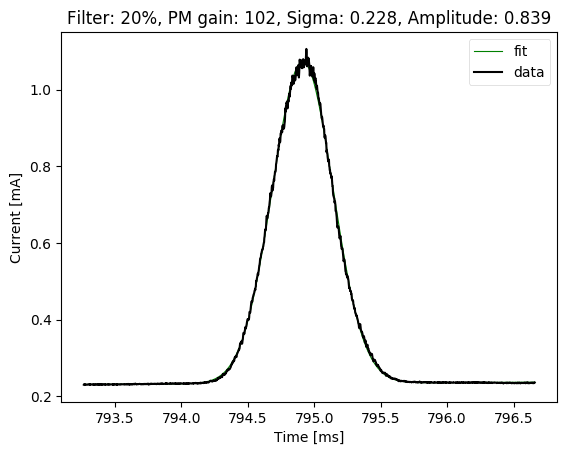 Filter: 20%, PM gain: 102, Sigma: 0.228, Amplitude: 0.839
fit
data
1.0
0.8
0.6
0.4
0.2
Current [mA]
793.5 794.0 794.5 795.0 795.5 796.0 796.5
Time [ms]